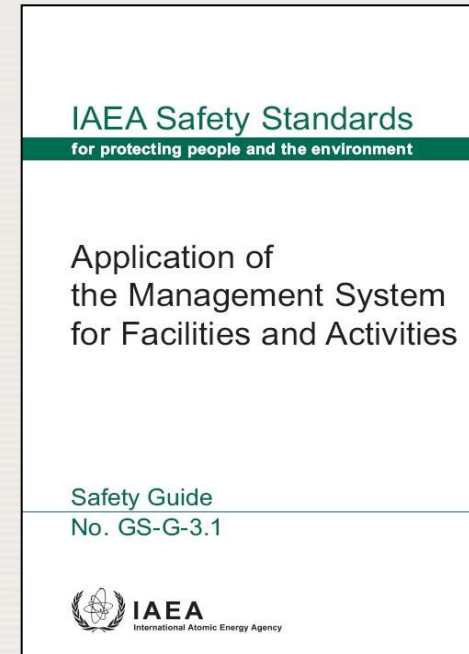 IAEA Safety Standards
for protecting people and the environment
Application of
the Management System
for Facilities and Activities
Safety Guide
No. GS-G-3.1
IAEA
International Atomic Energy Agency